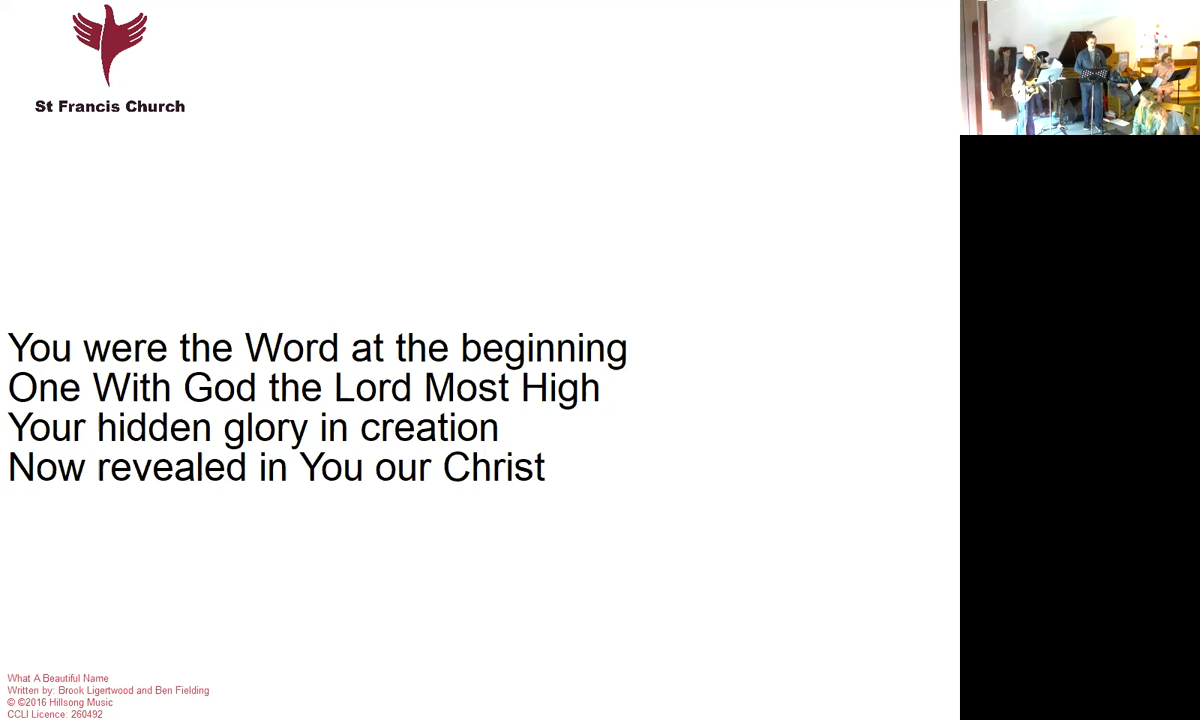 St Francis Church
You were the Word at the beginning
One With God the Lord Most High
Your hidden glory in creation
Now revealed in You our Christ
What A Beautiful Name
Written by: Brook Ligertwood and Ben Fielding
© ©2016 Hillsong Music
CCLI Licence: 260492